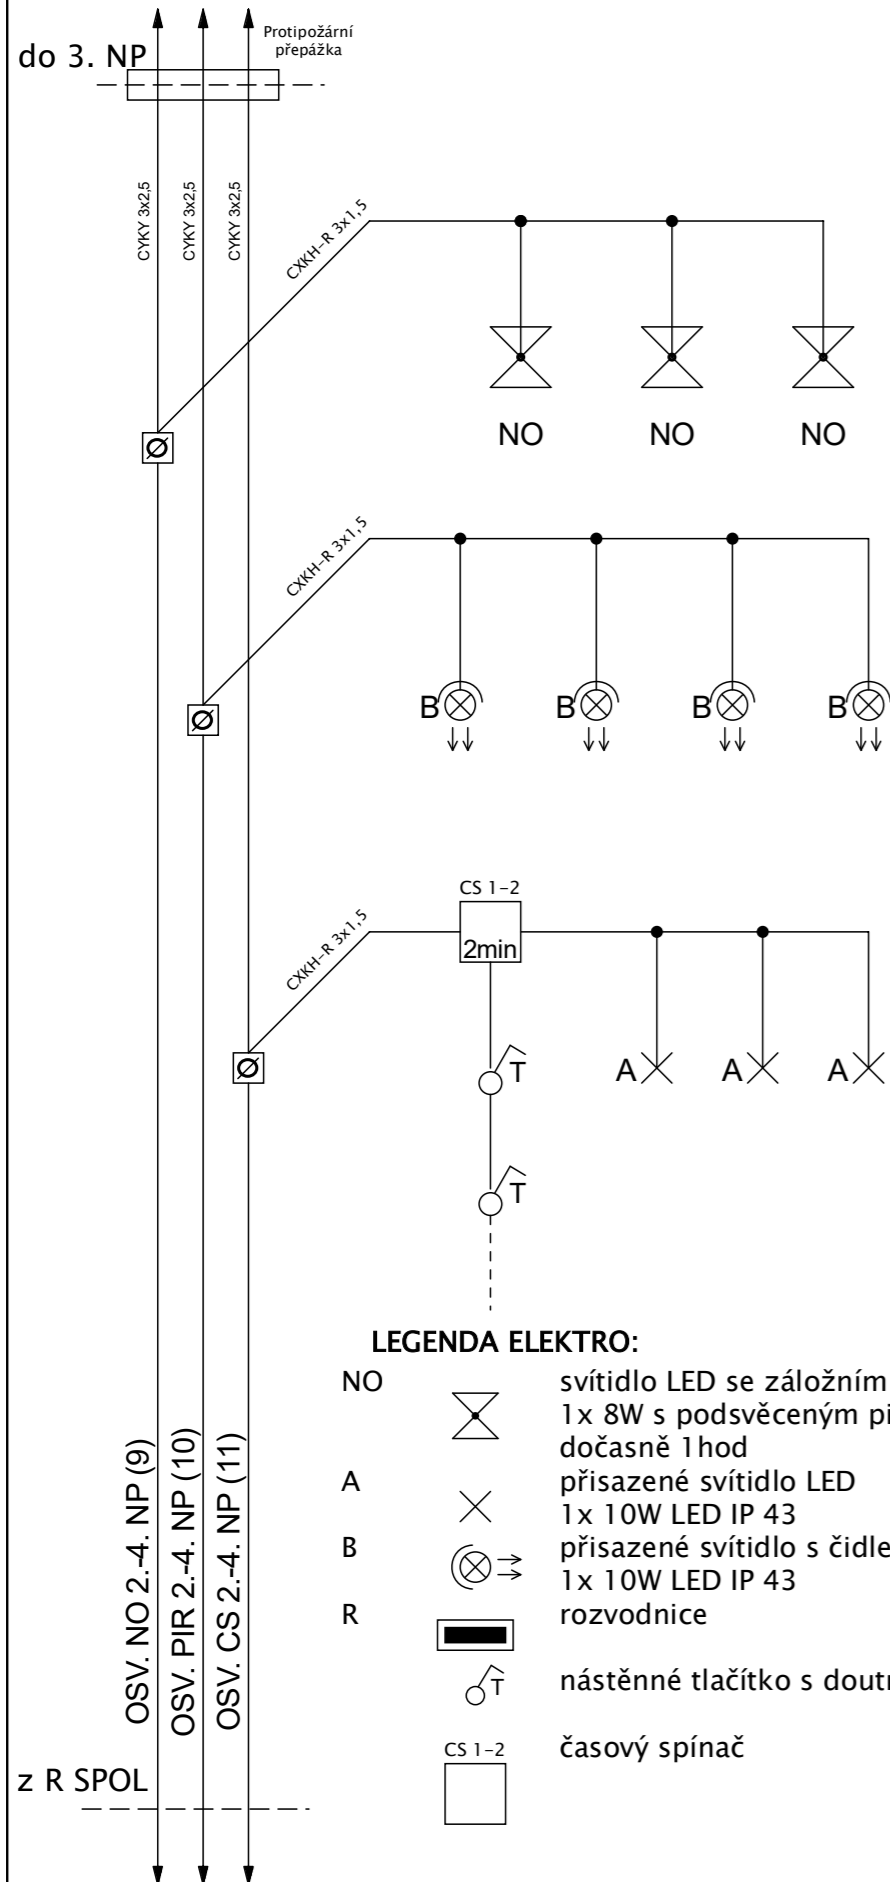 Protipožární
přepážka
do 3. NP
CYKY 3x2,5
CYKY 3x2,5
CYKY 3x2,5
CXKH-R 3x1,5
NO
NO
NO
CXKH-R 3x1,5
B
B
B
B
CS 1-2
2min
CXKH-R 3x1,5
T
A
A
A
T
LEGENDA ELEKTRO:
NO
svítidlo LED se záložním
1x 8W s podsvěceným
dočasně 1hod
A
přisazené svítidlo LED
1x 10W LED IP 43
B
přisazené svítidlo s
1x 10W LED IP 43
R
rozvodnice
T
nástěnné tlačítko s
CS 1-2
časový spínač
OSV. NO 2.-4. NP (9)
OSV. PIR 2.-4. NP (10)
OSV. CS 2.-4. NP (11)
z R SPOL